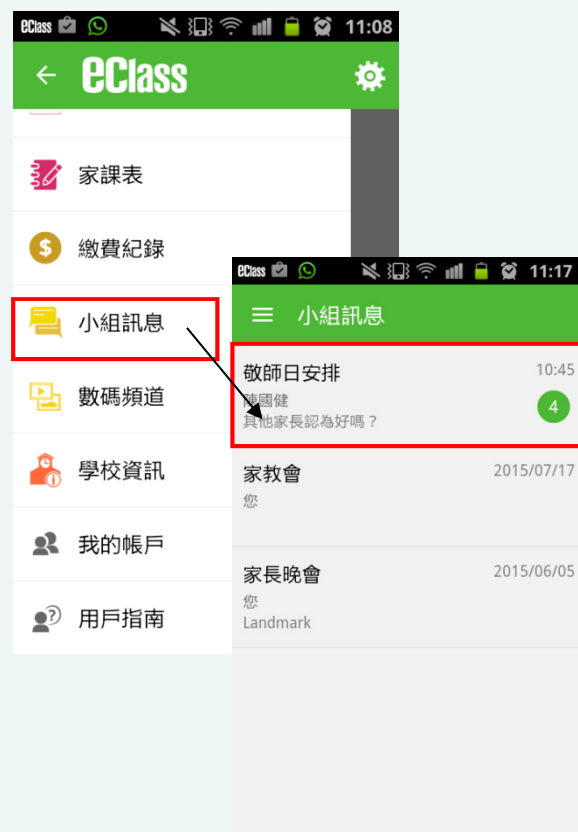 eClass 11:08
eClass
家課表
$ 繳費紀錄
小組訊息
數碼頻道
學校資訊
我的帳戶
? 用戶指南
eClass 11:17
小組訊息
敬師日安排 10:45
陳國健 4
其他家長認為好嗎？
家教會 2015/07/17
您
家長晚會 2015/06/05
您
Landmark